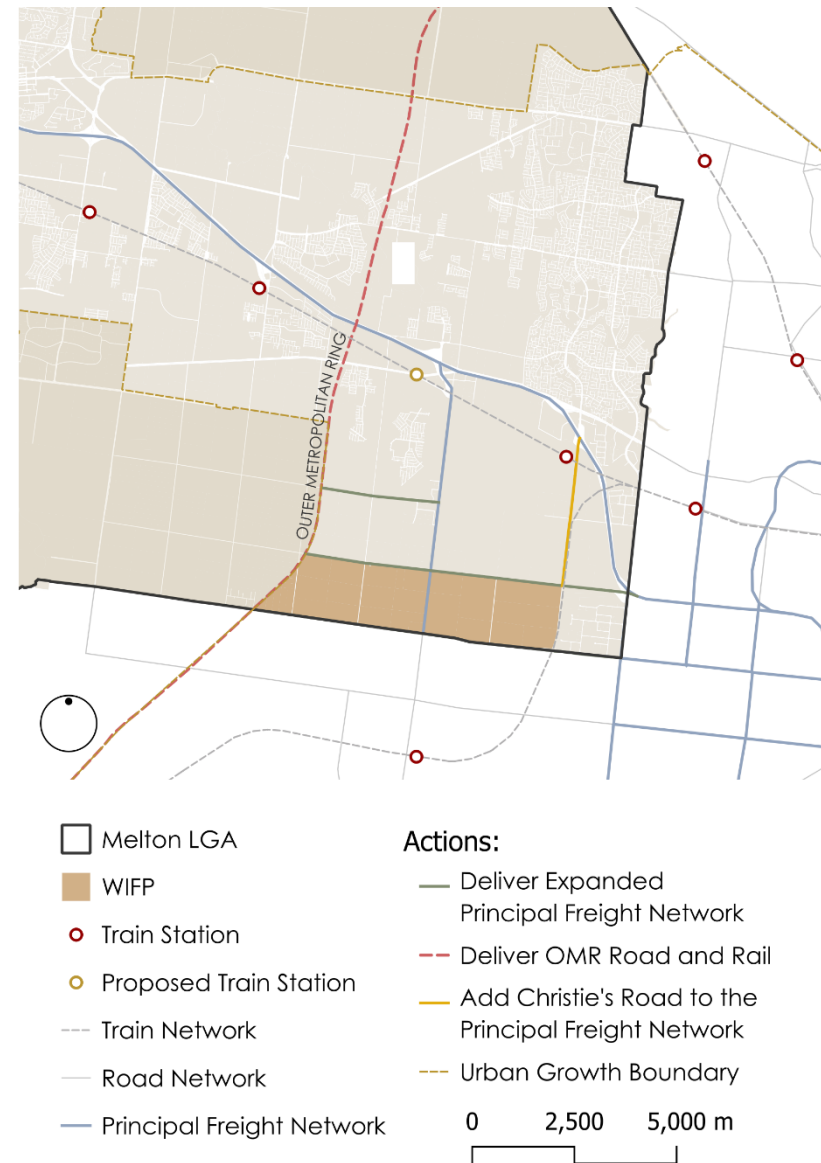 OUTER METROPOLITAN RING
Melton LGA
WIFP
Train Station
Proposed Train Station
Train Network
Road Network
Principal Freight Network
Actions:
Deliver Expanded
Principal Freight Network
Deliver OMR Road and Rail
Add Christie's Road to the
Principal Freight Network
Urban Growth Boundary
0 2,500 5,000 m